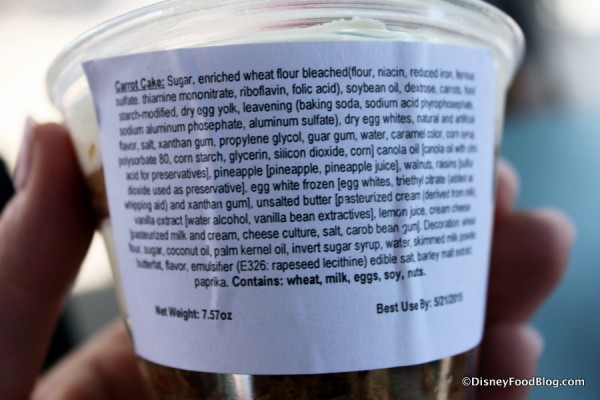 Carrot Cake: Sugar, enriched wheat flour bleached(flour, niacin, reduced iron, ferrous
sulfate, thiamine mononitrate, riboflavin, folic acid), soybean oil, dextrose, carrots, food
starch-modified, dry egg yolk, leavening (baking soda, sodium acid phyrophosphate,
sodium aluminum phosephate, aluminum sulfate), dry egg whites, natural and artificial
flavor, salt, xanthan gum, propylene glycol, guar gum, water, caramel color, corn syrup,
polysorbate 80, corn starch, glycerin, silicon dioxide, corn] canola oil [canola oil with citric
acid for preservatives], pineapple [pineapple, pineapple juice], walnuts, raisins [sulfur
dioxide used as preservative]. egg white frozen [egg whites, triethyl citrate (added as
whipping aid) and xanthan gum], unsalted butter [pasteurized cream (derived from milk),
vanilla extract [water alcohol, vanilla bean extractives], lemon juice, cream cheese
[pasteurized milk and cream, cheese culture, salt, carob bean gum]. Decoration: wheat
flour, sugar, coconut oil, palm kernel oil, invert sugar syrup, water, skimmed milk powder,
butterfat, flavor, emulsifier (E326: rapeseed lecithine) edible salt, barley malt extract,
paprika. Contains: wheat, milk, eggs, soy, nuts.
Net Weight: 7.57oz
Best Use By: 5/21/2015
©DisneyFoodBlog.com